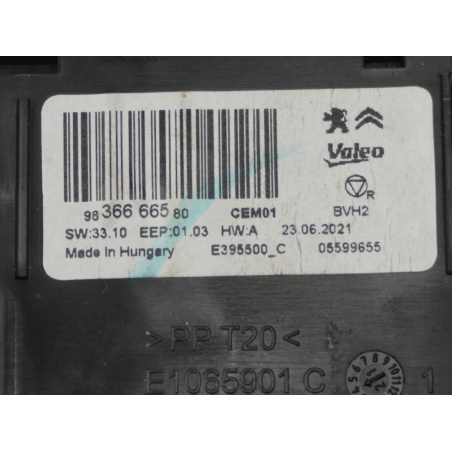 Valeo
98 366 665 80 CEM01 BVH2 R
SW:33.10 EEP:01.03 HW:A 23.06.2021
Made in Hungary E395500_C 05599655
>PP T20<
E1065901 C 1